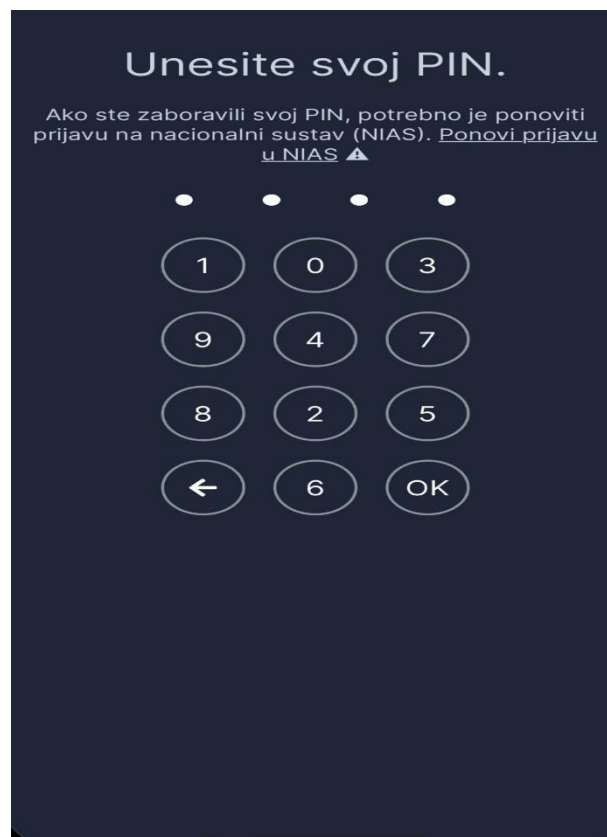 Unesite svoj PIN.
Ako ste zaboravili svoj PIN, potrebno je ponoviti
prijavu na nacionalni sustav (NIAS). Ponovi prijavu
u NIAS
1 0 3
9 4 7
8 2 5
6 OK